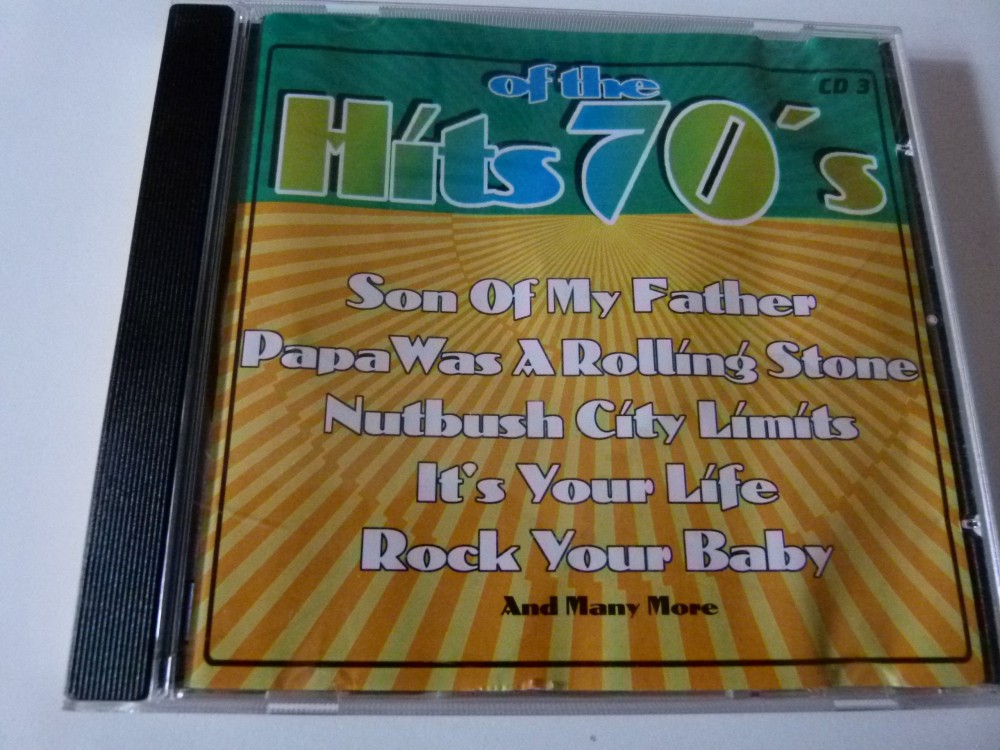 of the
CD 3
Hits 70's
Son Of My Father
Papa Was A Rolling Stone
Nutbush City Limits
It's Your Life
Rock Your Baby
And Many More